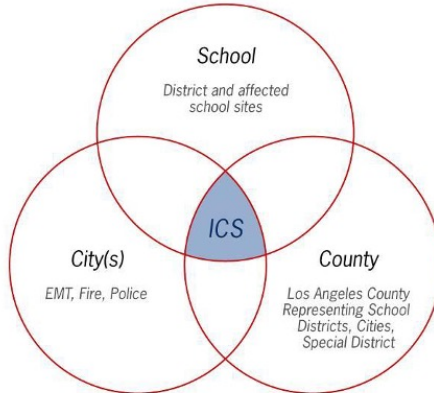 School
District and affected
school sites
ICS
City(s)
EMT, Fire, Police
County
Los Angeles County
Representing School
Districts, Cities,
Special District